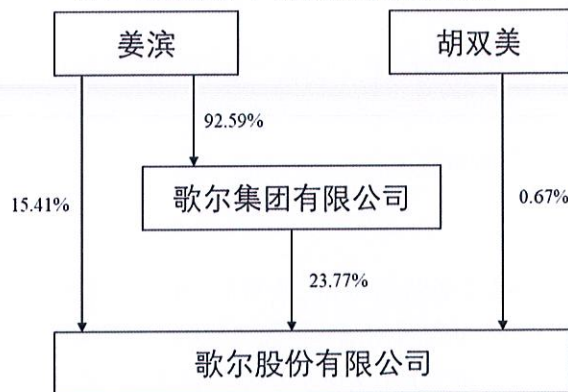 姜滨
胡双美
92.59%
歌尔集团有限公司
15.41%
0.67%
23.77%
歌尔股份有限公司